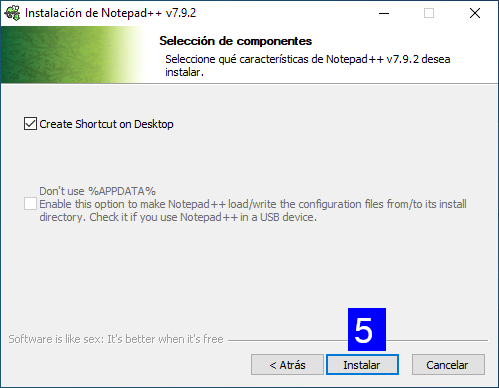 Instalación de Notepad++ v7.9.2
Selección de componentes
Seleccione qué características de Notepad++ v7.9.2 desea
instalar.
Create Shortcut on Desktop
Don't use %APPDATA%
Enable this option to make Notepad++ load/write the configuration files from/to its install
directory. Check it if you use Notepad++ in a USB device.
5
Software is like sex: It's better when it's free
< Atrás
Instalar
Cancelar